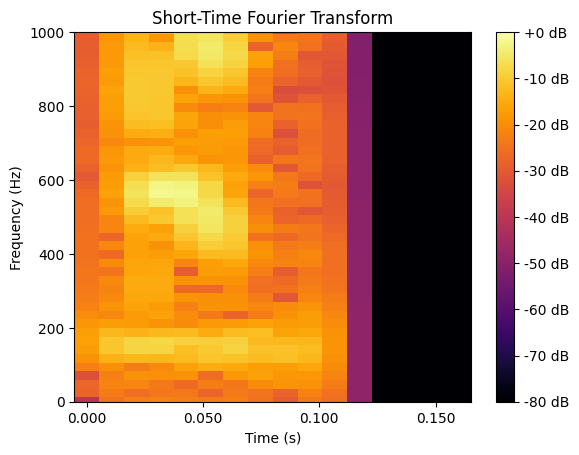 Short-Time Fourier Transform
Frequency (Hz)
1000
800
600
400
200
0
0.000
0.050
0.100
0.150
Time (s)
+0 dB
-10 dB
-20 dB
-30 dB
-40 dB
-50 dB
-60 dB
-70 dB
-80 dB